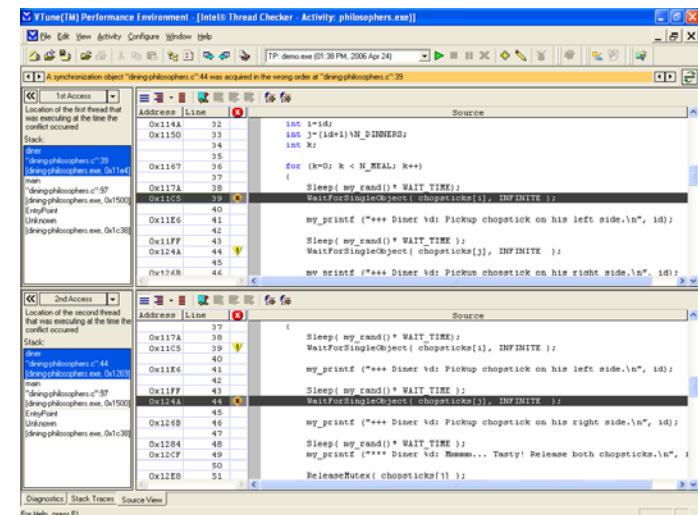 VTune(TM) Performance Environment - [Intel® Thread Checker - Activity: philosophers.exe)]
File Edit View Activity Configure Window Help
TP: demo.exe (01:38 PM, 2006 Apr 24)
A synchronization object "dining-philosophers.c":44 was acquired in the wrong order at "dining-philosophers.c":39
1st Access
Location of the first thread that
was executing at the time the
conflict occurred
Stack:
diner
"dining-philosophers.c":39
[dining-philosophers.exe, 0x11e4]
main
"dining-philosophers.c":97
[dining-philosophers.exe, 0x1500]
EntryPoint
Unknown
[dining-philosophers.exe, 0x1c38]
Address Line Source
0x114A 32 int i=id;
0x1150 33 int j=(id+1)%N_DINNERS;
34 int k;
35
0x1167 36 for (k=0; k < N_MEAL; k++)
37 {
0x117A 38 Sleep( my_rand()* WAIT_TIME);
0x11C5 39 WaitForSingleObject( chopsticks[i], INFINITE );
40
0x11E6 41 my_printf ("+++ Diner %d: Pickup chopstick on his left side.\n", id);
42
0x11FF 43 Sleep( my_rand()* WAIT_TIME );
0x124A 44 WaitForSingleObject( chopsticks[j], INFINITE );
45
0x126B 46 my_printf ("+++ Diner %d: Pickup chopstick on his right side.\n", id);
2nd Access
Location of the second thread
that was executing at the time the
conflict occurred
Stack:
diner
"dining-philosophers.c":44
[dining-philosophers.exe, 0x1269]
main
"dining-philosophers.c":97
[dining-philosophers.exe, 0x1500]
EntryPoint
Unknown
[dining-philosophers.exe, 0x1c38]
Address Line Source
37 {
0x117A 38 Sleep( my_rand()* WAIT_TIME);
0x11C5 39 WaitForSingleObject( chopsticks[i], INFINITE );
40
0x11E6 41 my_printf ("+++ Diner %d: Pickup chopstick on his left side.\n", id);
42
0x11FF 43 Sleep( my_rand()* WAIT_TIME );
0x124A 44 WaitForSingleObject( chopsticks[j], INFINITE );
45
0x126B 46 my_printf ("+++ Diner %d: Pickup chopstick on his right side.\n", id);
47
0x1284 48 Sleep( my_rand()* WAIT_TIME );
0x12CF 49 my_printf ("*** Diner %d: Mmmmm... Tasty! Release both chopsticks.\n",
50
0x12E8 51 ReleaseMutex( chopsticks[i] );
Diagnostics Stack Traces Source View
For Help, press F1